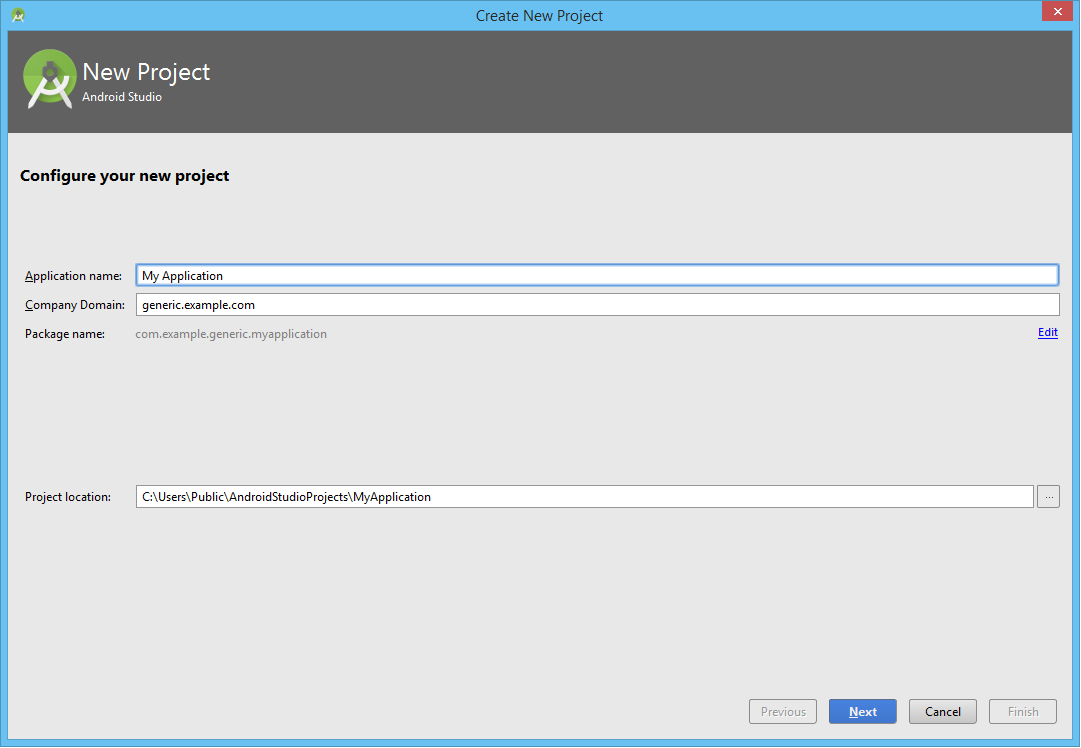 Create New Project
New Project
Android Studio
Configure your new project
Application name: My Application
Company Domain: generic.example.com
Package name: com.example.generic.myapplication Edit
Project location: C:\Users\Public\AndroidStudioProjects\MyApplication ...
Previous Next Cancel Finish